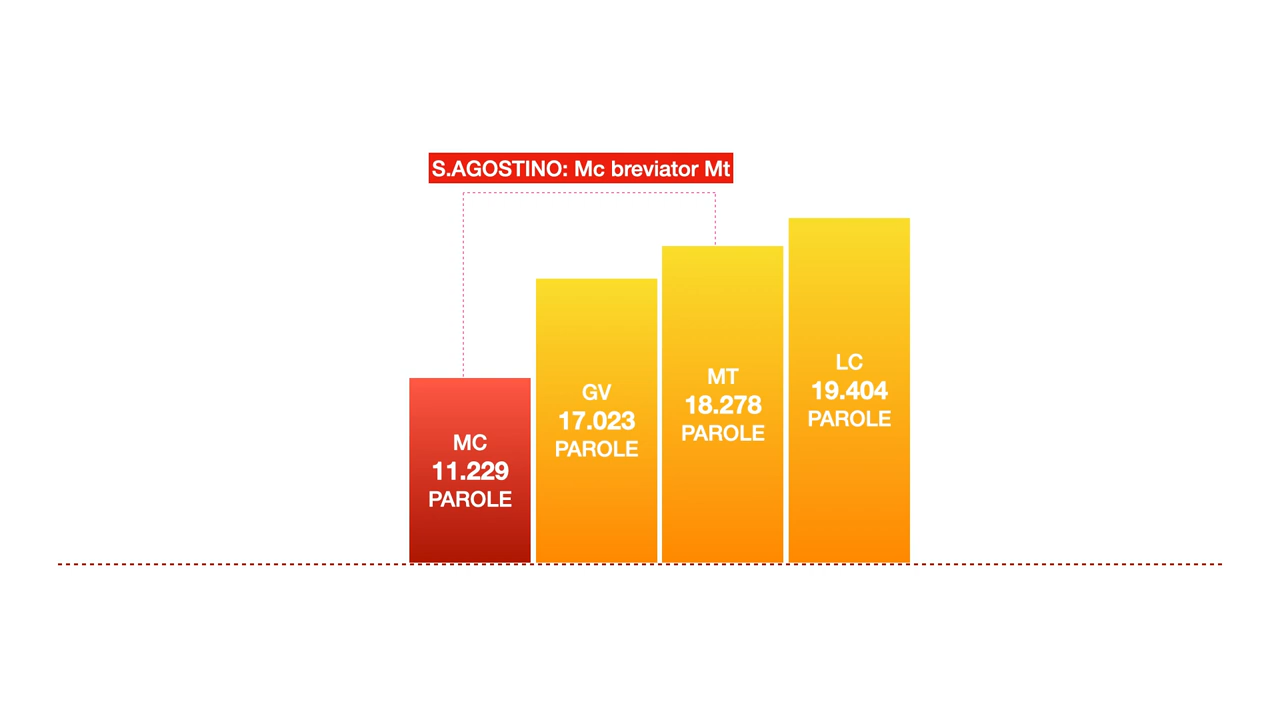 S.AGOSTINO: Mc breviator Mt
MC
11.229
PAROLE
GV
17.023
PAROLE
MT
18.278
PAROLE
LC
19.404
PAROLE